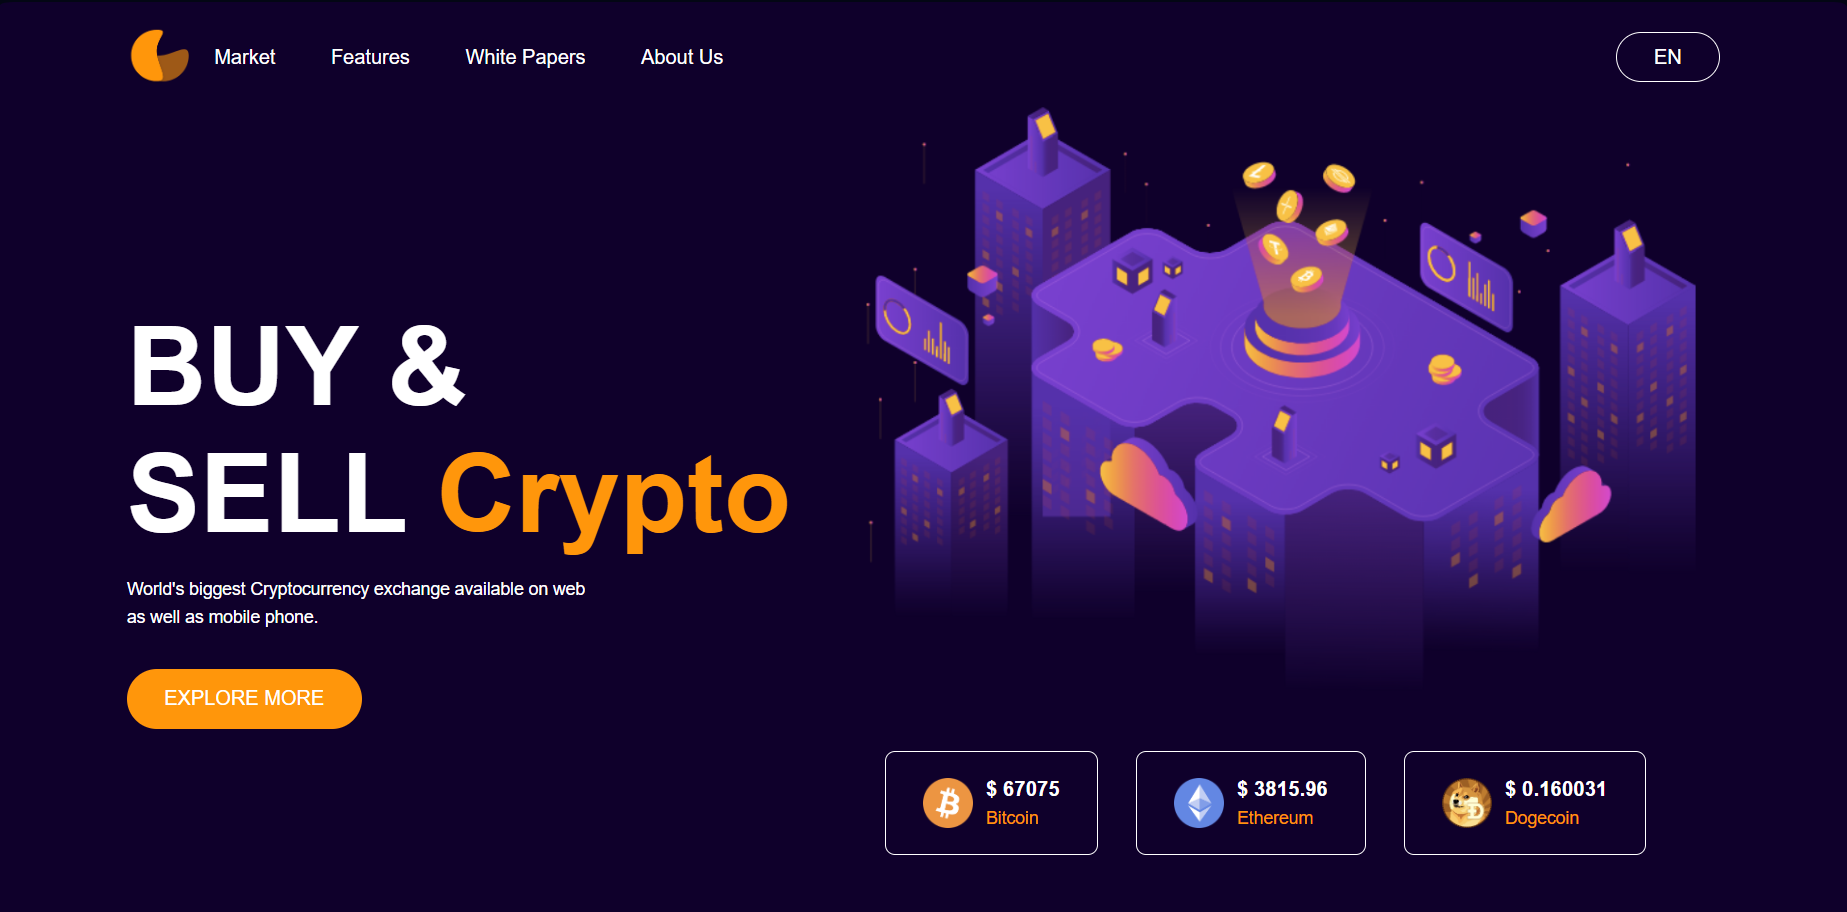 Market Features White Papers About Us EN
BUY &
SELL Crypto
World's biggest Cryptocurrency exchange available on web
as well as mobile phone.
EXPLORE MORE
$ 67075
Bitcoin
$ 3815.96
Ethereum
$ 0.160031
Dogecoin